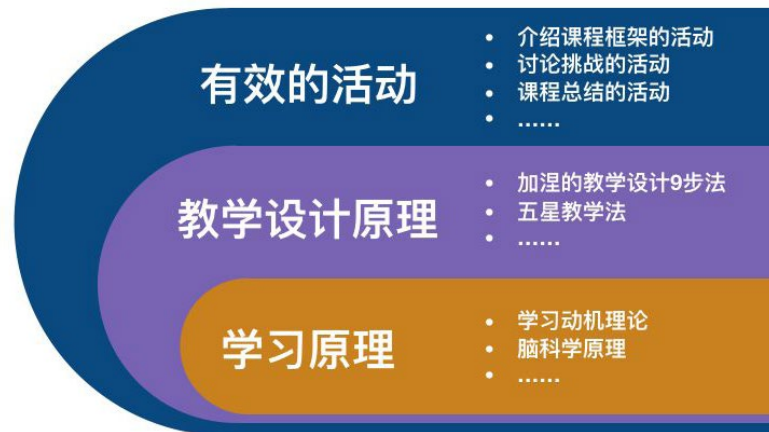 有效的活动
• 介绍课程框架的活动
• 讨论挑战的活动
• 课程总结的活动
• ......
教学设计原理
• 加涅的教学设计9步法
• 五星教学法
• ......
学习原理
• 学习动机理论
• 脑科学原理
• ......